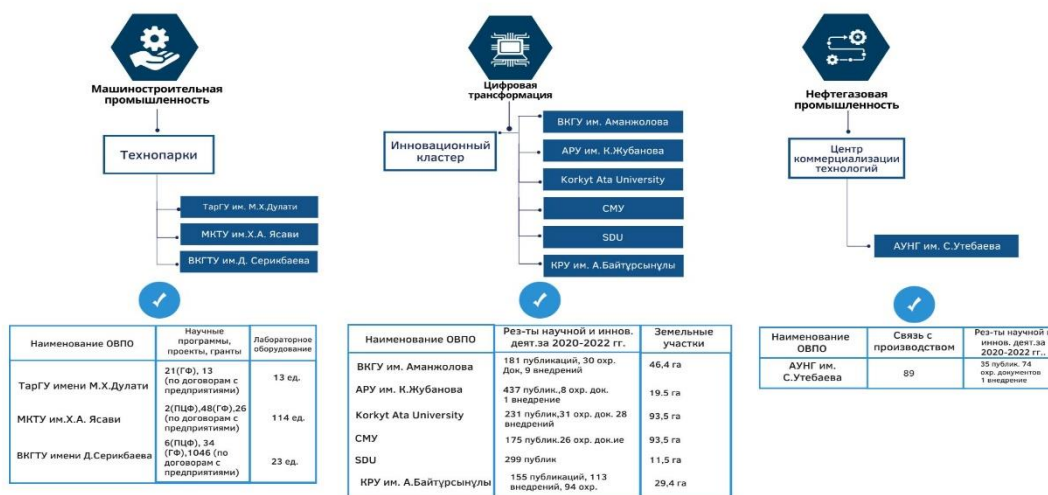 Машиностроительная
промышленность
Технопарки
ТарГУ им. М.Х.Дулати
МКТУ им.Х.А. Ясави
ВКГТУ им.Д. Серикбаева
Наименование ОВПО
Научные
программы,
проекты, гранты
Лабораторное
оборудование
ТарГУ имени М.Х.Дулати
21(ГФ), 13
(по договорам с
предприятиями)
13 ед.
МКТУ им.Х.А. Ясави
2(ПЦФ),48(ГФ),26
(по договорам с
предприятиями)
114 ед.
ВКГТУ имени Д.Серикбаева
6(ПЦФ), 34
(ГФ),1046 (по
договорам с
предприятиями)
23 ед.
Цифровая
трансформация
Инновационный
кластер
ВКГУ им. Аманжолова
АРУ им. К.Жубанова
Korkyt Ata University
СМУ
SDU
КРУ им. А.Байтұрсынұлы
Наименование ОВПО
Рез-ты научной и иннов.
деят.за 2020-2022 гг..
Земельные
участки
ВКГУ им. Аманжолова
181 публикаций, 30 охр.
Док, 9 внедрений
46,4 га
АРУ им. К.Жубанова
437 публик.,8 охр. док.
1 внедрение
19.5 га
Korkyt Ata University
231 публик,31 охр. док. 28
внедрений
93,5 га
СМУ
175 публик.26 охр. док.ие
93,5 га
SDU
299 публик
11,5 га
КРУ им. А.Байтұрсынұлы
155 публикаций, 113
внедрений, 94 охр.
29,4 га
Нефтегазовая
промышленность
Центр
коммерциализации
технологий
АУНГ им. С.Утебаева
Наименование
ОВПО
Связь с
производством
Рез-ты научной и
иннов. деят.за
2020-2022 гг..
АУНГ им.
С.Утебаева
89
35 публик, 74
охр. документов
1 внедрение